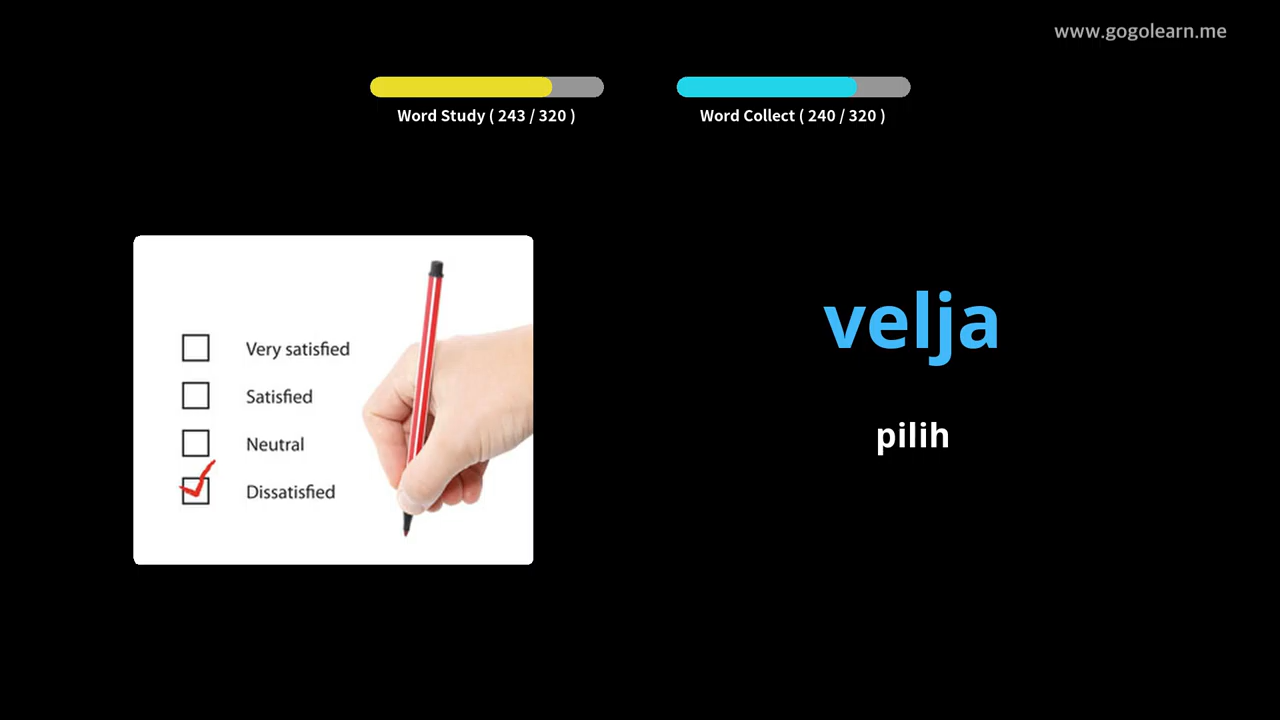 www.gogolearn.me
Word Study ( 243 / 320 )
Word Collect ( 240 / 320 )
Very satisfied
Satisfied
Neutral
Dissatisfied
velja
pilih